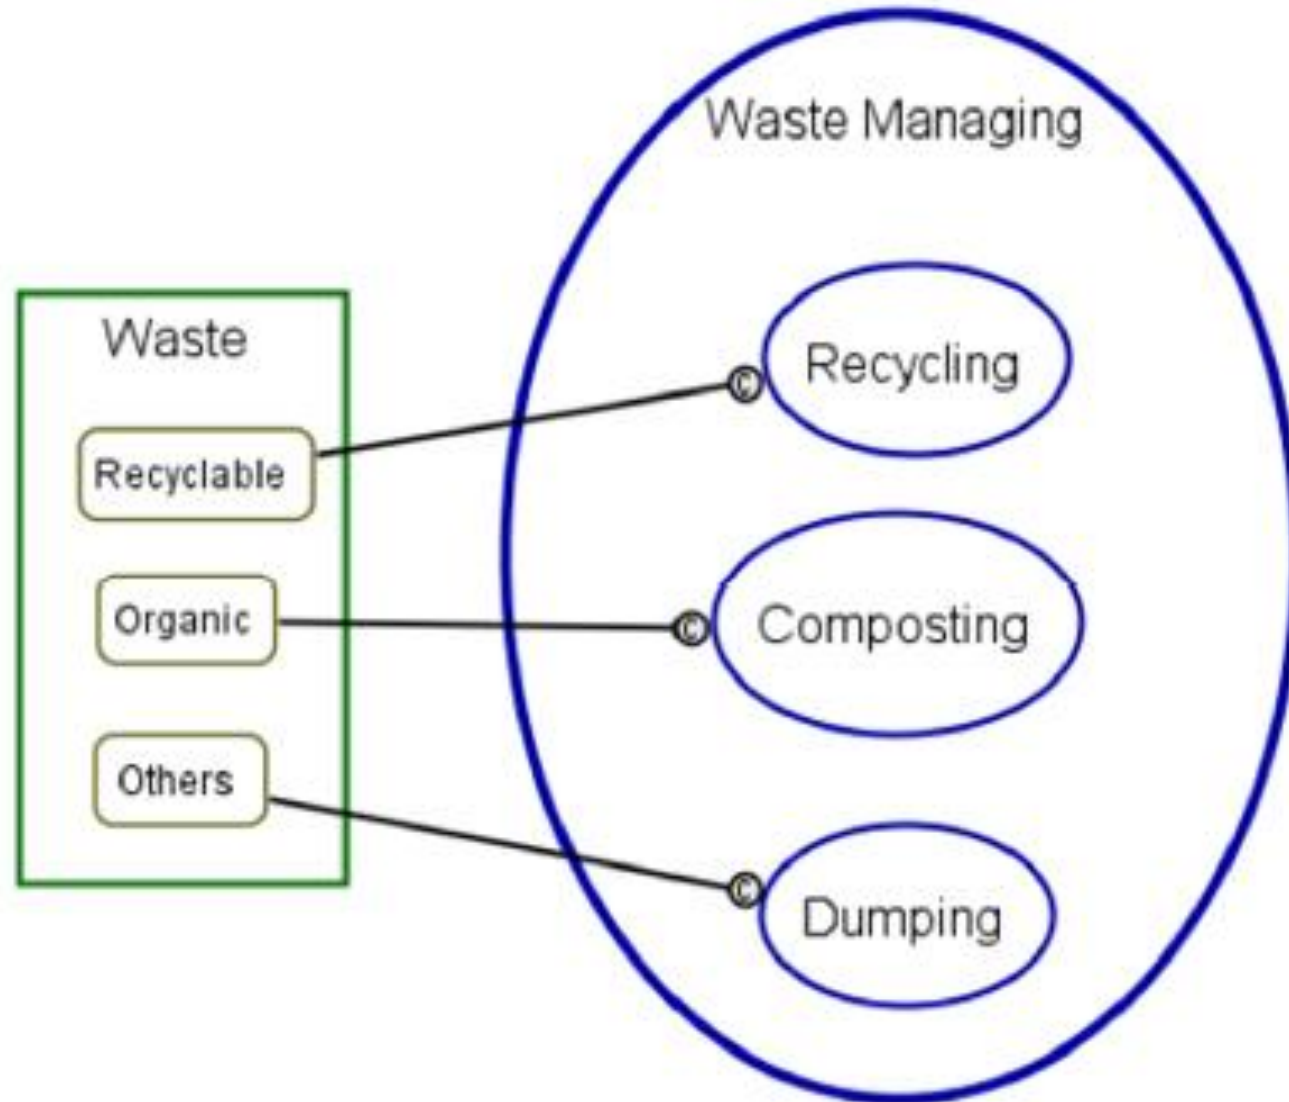 Waste Managing
Waste
Recyclable
Organic
Others
©
Recycling
©
Composting
©
Dumping